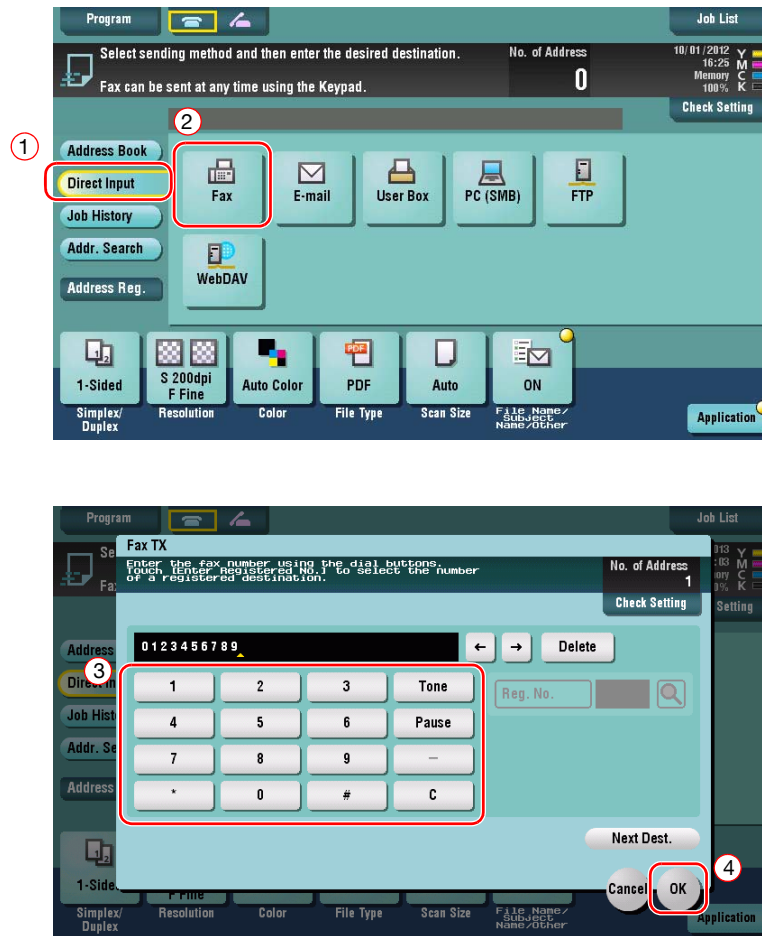 Program
Job List
Select sending method and then enter the desired destination.
Fax can be sent at any time using the Keypad.
No. of Address
0
10/01/2012
16:25
Memory
100%
Y
M
C
K
Check Setting
1
2
Address Book
Direct Input
Job History
Addr. Search
Address Reg.
Fax
E-mail
User Box
PC (SMB)
FTP
WebDAV
1-Sided
S 200dpi
F Fine
Auto Color
PDF
PDF
Auto
ON
Simplex/
Duplex
Resolution
Color
File Type
Scan Size
File Name/
Subject
Name/Other
Application
Program
Job List
Fax TX
Enter the fax number using the dial buttons.
Touch [Enter Registered No.] to select the number
of a registered destination.
No. of Address
1
Check Setting
Y
M
C
K
Setting
0123456789
← → Delete
3
1 2 3 Tone
4 5 6 Pause
7 8 9 –
* 0 # C
Reg. No.
Next Dest.
Cancel
OK
4
Address
Job Hist
Addr. Se
Address
1-Side
F Fine
Simplex/
Duplex
Resolution
Color
File Type
Scan Size
File Name/
Subject
Name/Other
Application